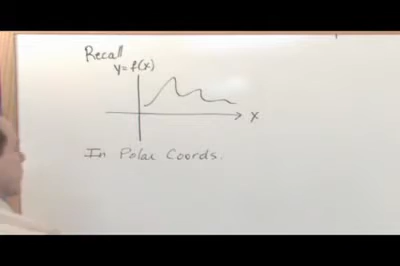 Recall
y=f(x)
x
In Polar Coords.